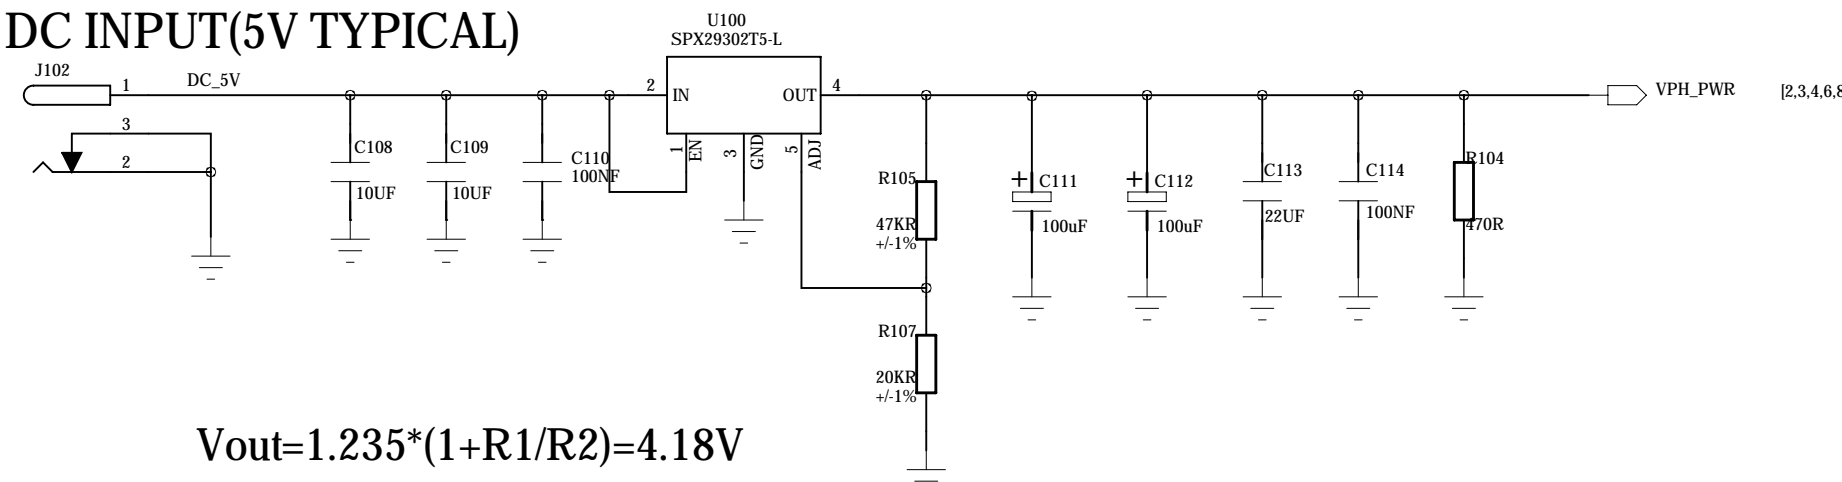 DC INPUT(5V TYPICAL)
U100
SPX29302T5-L
J102
1
DC_5V
2
IN
OUT
4
VPH_PWR
[2,3,4,6,8
3
2
1
EN
3
GND
5
ADJ
C108
10UF
C109
10UF
C110
100NF
R105
47KR
+/-1%
+
C111
100uF
+
C112
100uF
C113
22UF
C114
100NF
R104
470R
R107
20KR
+/-1%
Vout=1.235*(1+R1/R2)=4.18V